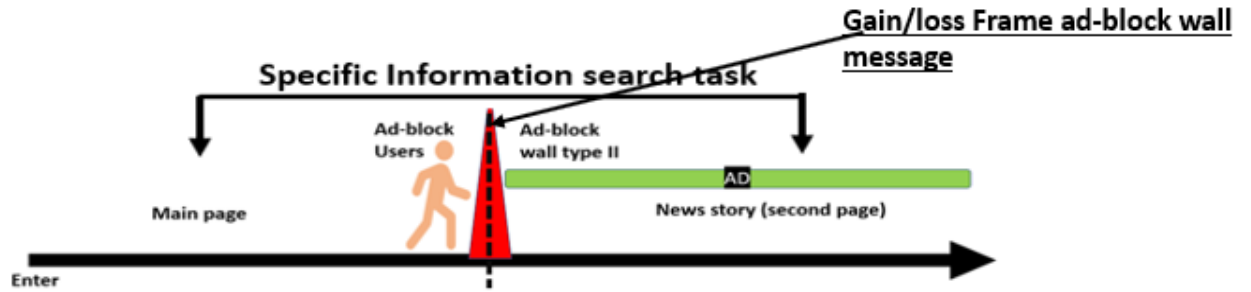 Gain/loss Frame ad-block wall
message
Specific Information search task
Ad-block
Users
Ad-block
wall type II
AD
Main page
News story (second page)
Enter